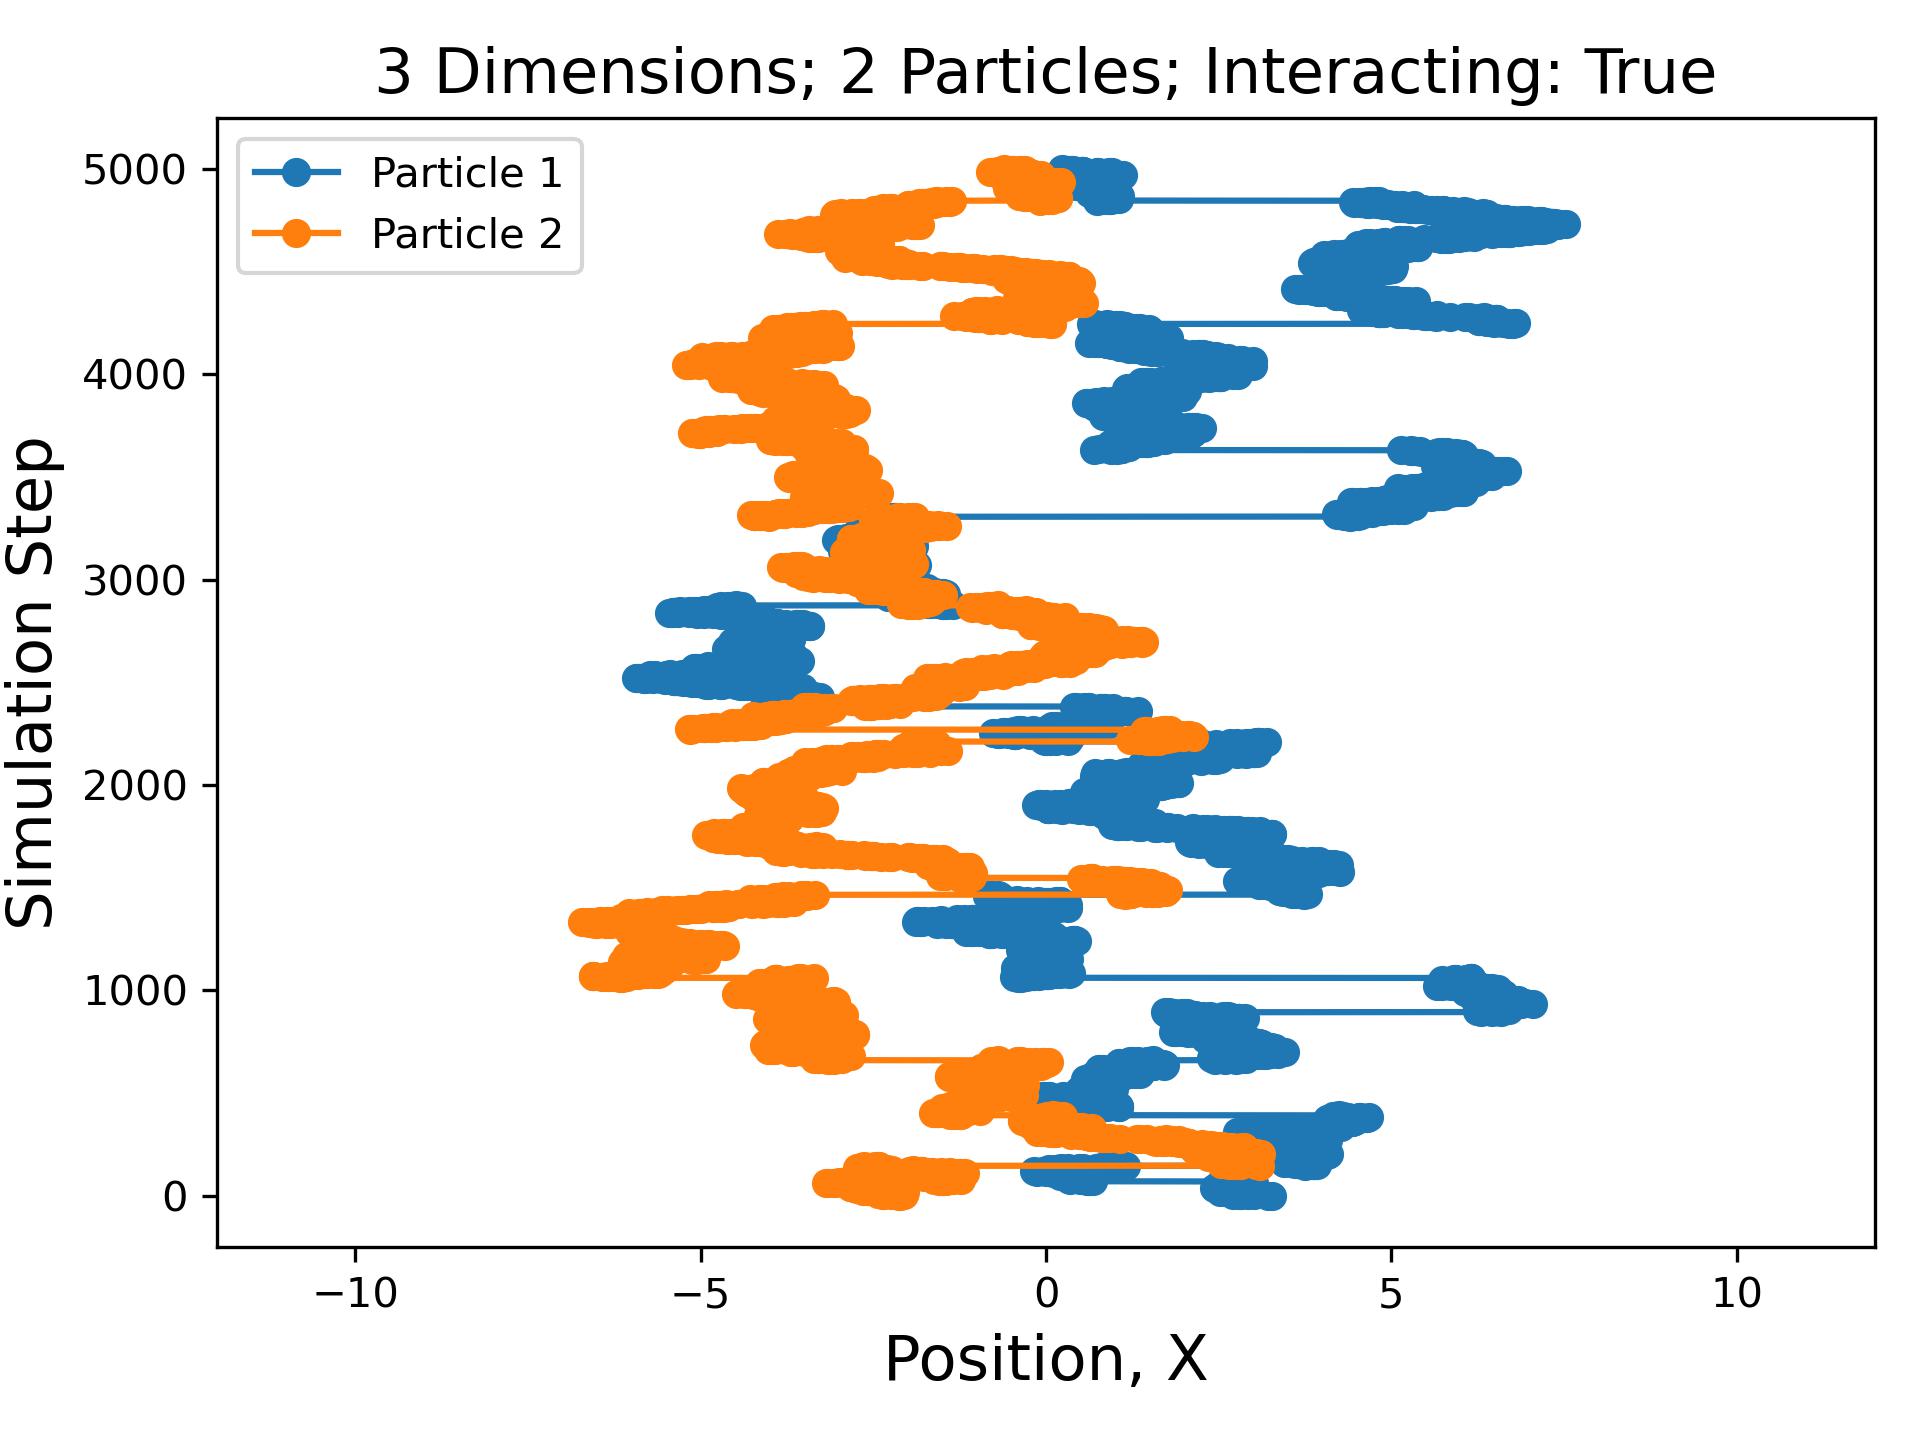 3 Dimensions; 2 Particles; Interacting: True
Particle 1
Particle 2
5000
4000
3000
2000
1000
0
Simulation Step
−10
−5
0
5
10
Position, X